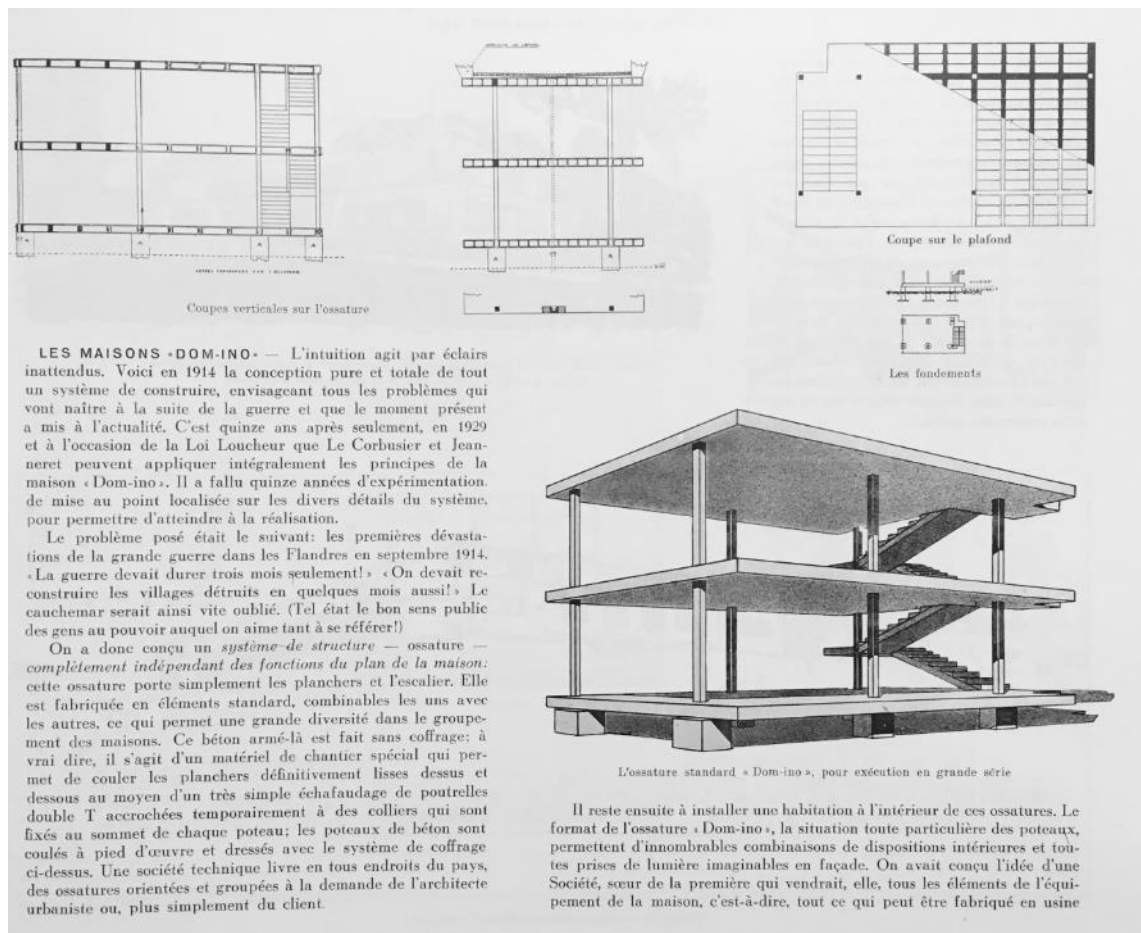 Coupes verticales sur l'ossature
Coupe sur le plafond
Les fondements
LES MAISONS «DOM-INO» — L'intuition agit par éclairs
inattendus. Voici en 1914 la conception pure et totale de tout
un système de construire, envisageant tous les problèmes qui
vont naître à la suite de la guerre et que le moment présent
a mis à l'actualité. C'est quinze ans après seulement, en 1929
et à l'occasion de la Loi Loucheur que Le Corbusier et Jean-
neret peuvent appliquer intégralement les principes de la
maison «Dom-ino». Il a fallu quinze années d'expérimentation.
de mise au point localisée sur les divers détails du système,
pour permettre d'atteindre à la réalisation.
Le problème posé était le suivant: les premières dévasta-
tions de la grande guerre dans les Flandres en septembre 1914.
«La guerre devait durer trois mois seulement!» «On devait re-
construire les villages détruits en quelques mois aussi!» Le
cauchemar serait ainsi vite oublié. (Tel état le bon sens public
des gens au pouvoir auquel on aime tant à se référer!)
On a donc conçu un système de structure — ossature —
complètement indépendant des fonctions du plan de la maison:
cette ossature porte simplement les planchers et l'escalier. Elle
est fabriquée en éléments standard, combinables les uns avec
les autres, ce qui permet une grande diversité dans le groupe-
ment des maisons. Ce béton armé-là est fait sans coffrage; à
vrai dire, il s'agit d'un matériel de chantier spécial qui per-
met de couler les planchers définitivement lisses dessus et
dessous au moyen d'un très simple échafaudage de poutrelles
double T accrochées temporairement à des colliers qui sont
fixés au sommet de chaque poteau; les poteaux de béton sont
coulés à pied d'œuvre et dressés avec le système de coffrage
ci-dessus. Une société technique livre en tous endroits du pays,
des ossatures orientées et groupées à la demande de l'architecte
urbaniste ou, plus simplement du client.
L'ossature standard «Dom-ino», pour exécution en grande série
Il reste ensuite à installer une habitation à l'intérieur de ces ossatures. Le
format de l'ossature «Dom-ino», la situation toute particulière des poteaux,
permettent d'innombrables combinaisons de dispositions intérieures et tou-
tes prises de lumière imaginables en façade. On avait conçu l'idée d'une
Société, sœur de la première qui vendrait, elle, tous les éléments de l'équi-
pement de la maison, c'est-à-dire, tout ce qui peut être fabriqué en usine